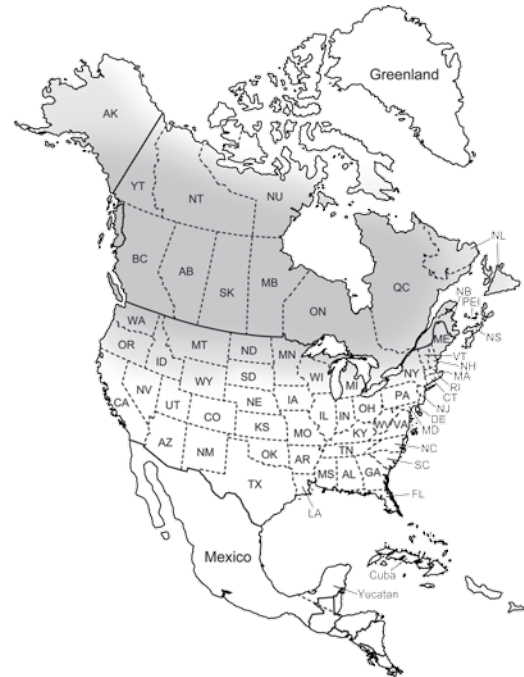 Greenland
AK
YT
NT
NU
BC
AB
SK
MB
ON
QC
NL
NB
PEI
NS
WA
OR
ID
MT
ND
MN
WI
MI
ME
VT
NH
MA
RI
CT
NY
PA
NJ
DE
MD
WY
SD
NE
IA
IL
IN
OH
WV
VA
NV
UT
CO
KS
MO
KY
CA
AZ
NM
OK
AR
TN
NC
SC
TX
MS
AL
GA
LA
FL
Mexico
Cuba
Yucatan